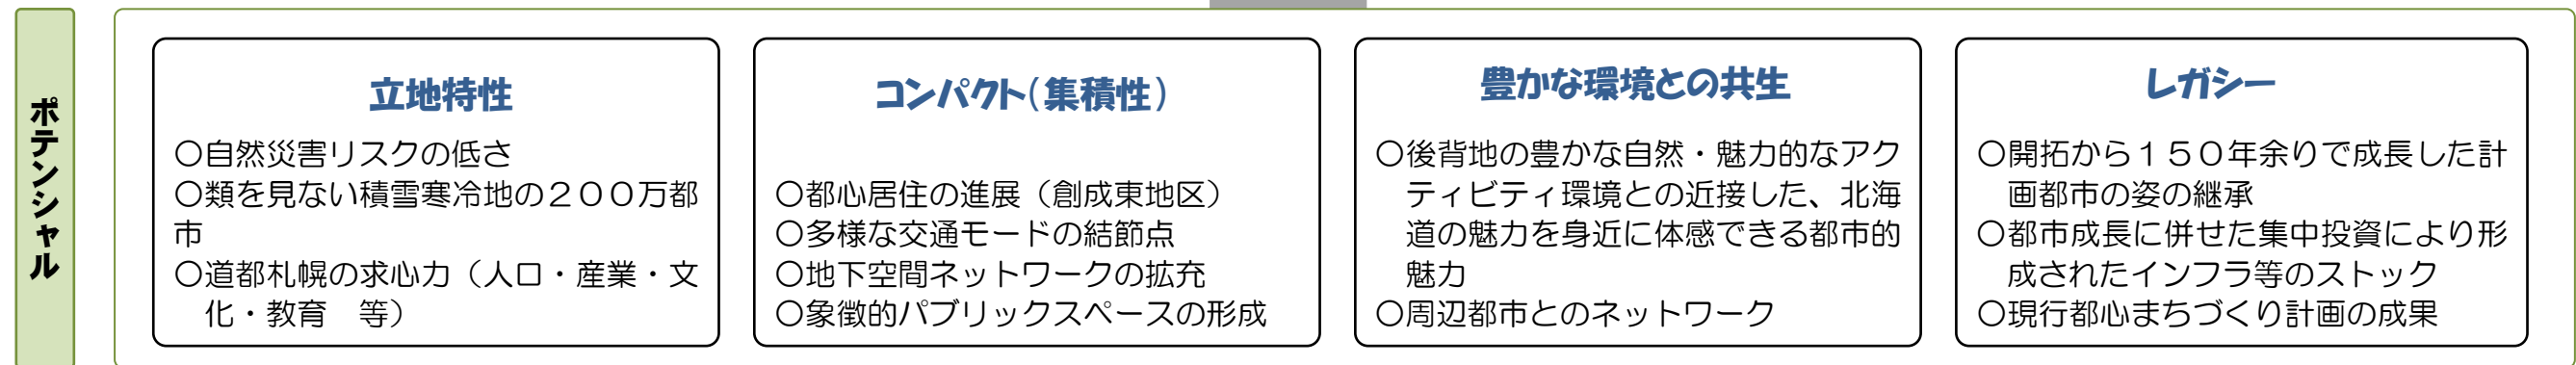 ポテンシャル
立地特性
〇自然災害リスクの低さ
〇類を見ない積雪寒冷地の２００万都
市
〇道都札幌の求心力（人口・産業・文
化・教育　等）
コンパクト(集積性)
〇都心居住の進展（創成東地区）
〇多様な交通モードの結節点
〇地下空間ネットワークの拡充
〇象徴的パブリックスペースの形成
豊かな環境との共生
〇後背地の豊かな自然・魅力的なアク
ティビティ環境との近接した、北海
道の魅力を身近に体感できる都市的
魅力
〇周辺都市とのネットワーク
レガシー
〇開拓から１５０年余りで成長した計
画都市の姿の継承
〇都市成長に併せた集中投資により形
成されたインフラ等のストック
〇現行都心まちづくり計画の成果